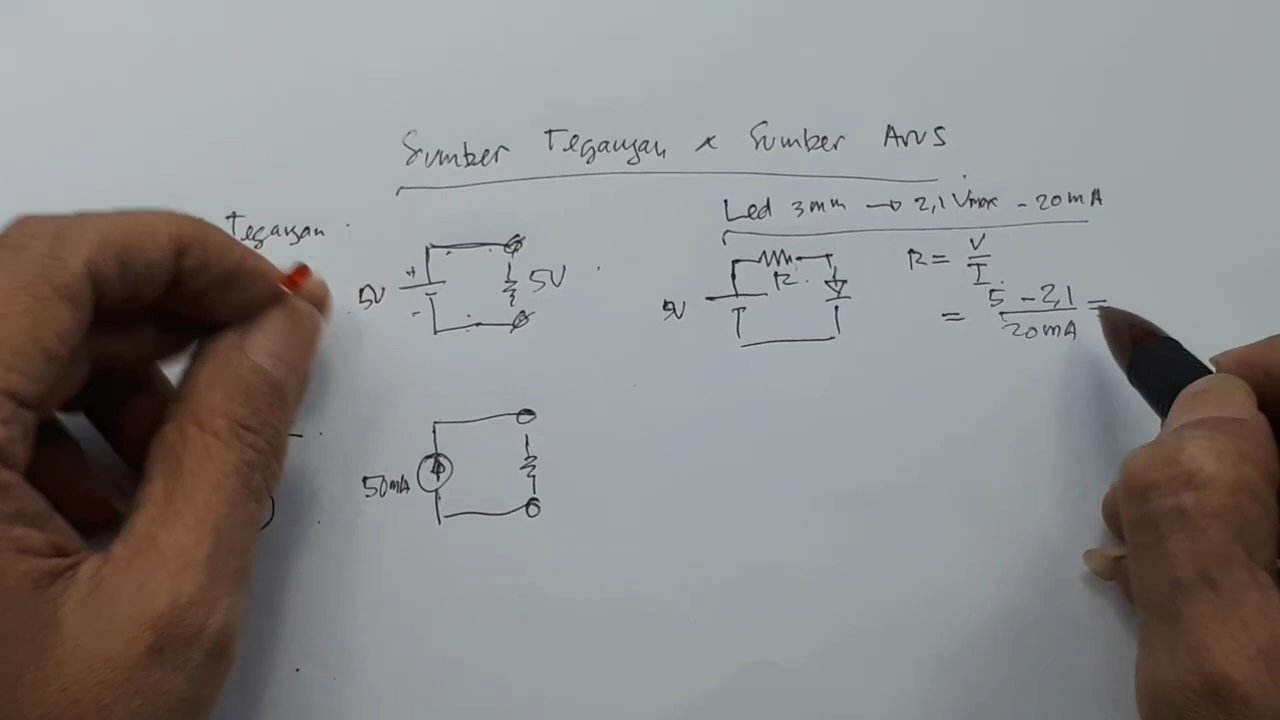 Sumber Tegangan x Sumber Arus
Tegangan
5V
+
-
5V
50mA
Led 3mm → 2,1 Vmax - 20mA
5V
R
R = V/I
= 5 - 2,1 / 20mA =